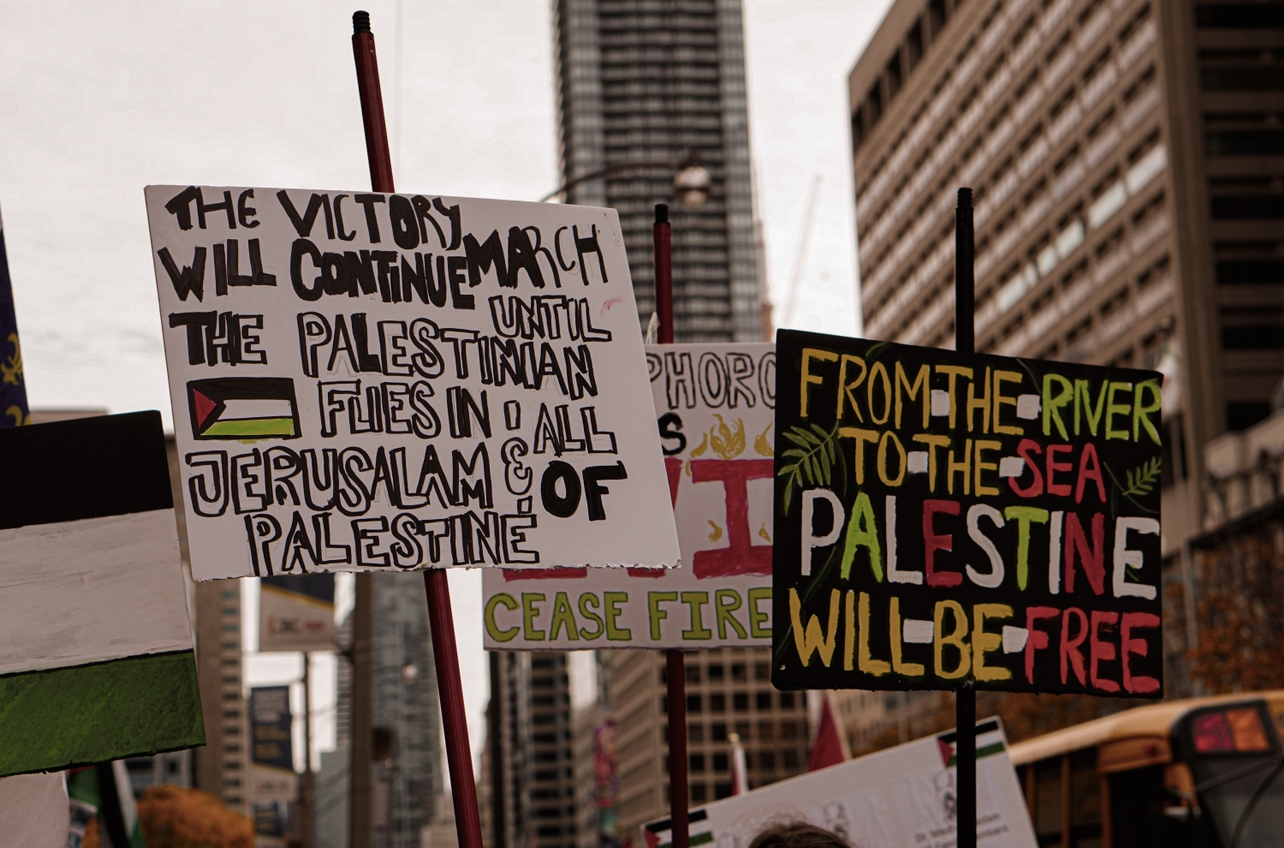 THE VICTORY
WILL CONTINUE MARCH
UNTIL
THE PALESTINIAN
FLIES IN ALL
JERUSALAM & OF
PALESTINE
PHORO
S
CEASE FIRE
FROM THE RIVER
TO THE SEA
PALESTINE
WILL BE FREE
Dr.